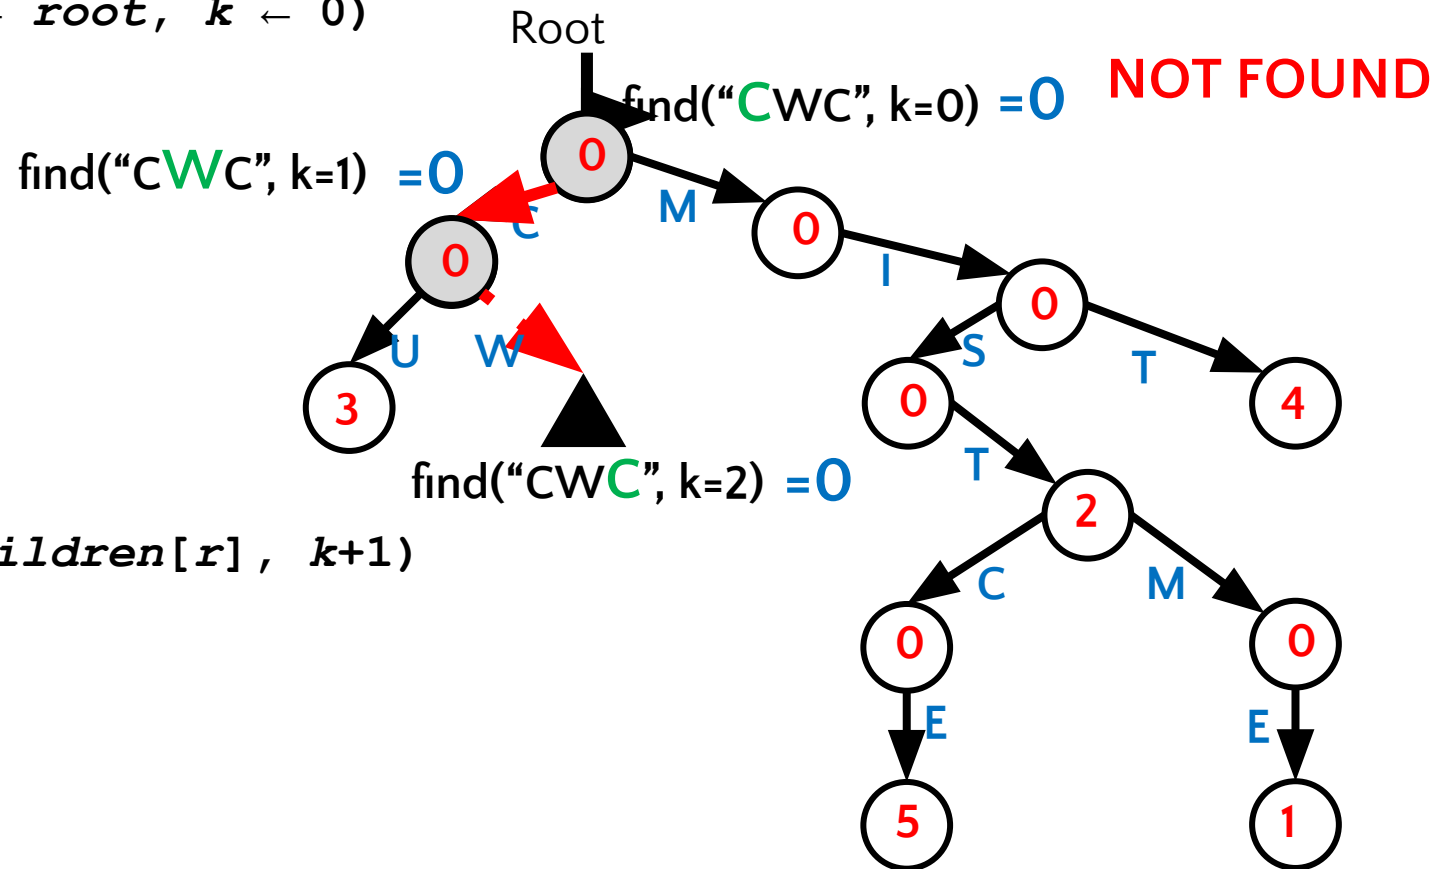 root, k ← 0)
Root
NOT FOUND
find("CWC", k=0) =0
0
find("CWC", k=1) =0
C
M
0
0
I
0
U
W
S
T
3
0
4
find("CWC", k=2) =0
T
2
ildren[r], k+1)
C
M
0
0
E
E
5
1